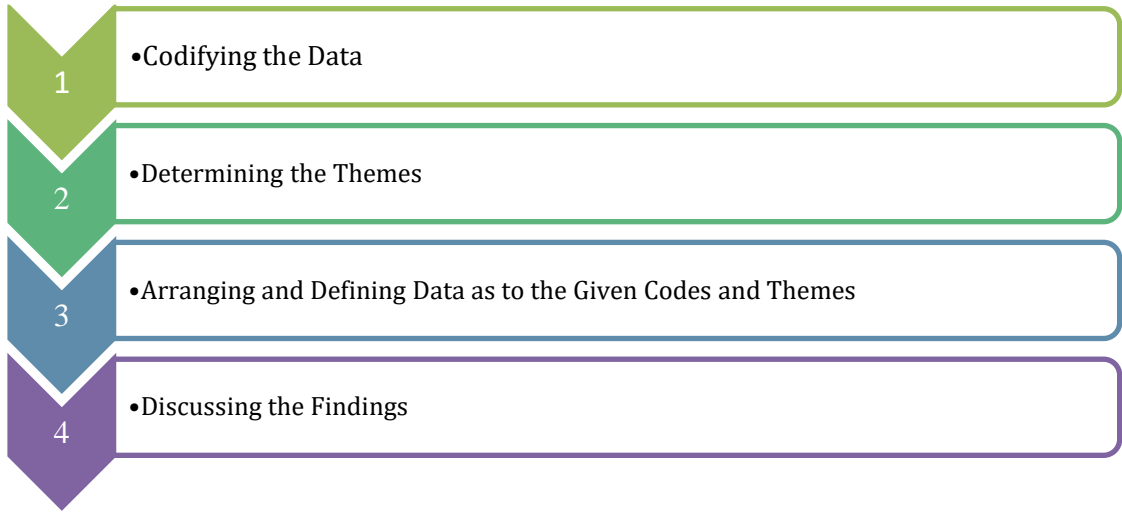 1
•Codifying the Data
2
•Determining the Themes
3
•Arranging and Defining Data as to the Given Codes and Themes
4
•Discussing the Findings